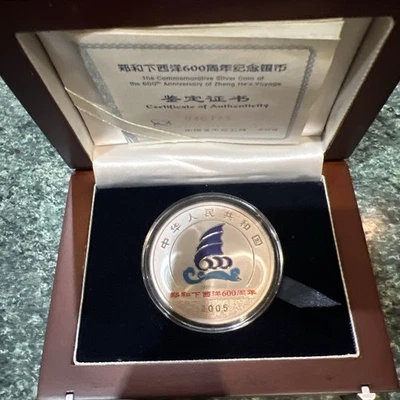 郑和下西洋600周年纪念银币
The Commemorative Silver Coin of
the 600th Anniversary of Zheng He's Voyage
鉴定证书
Certificate of Authenticity
中华人民共和国
600
郑和下西洋600周年
2005